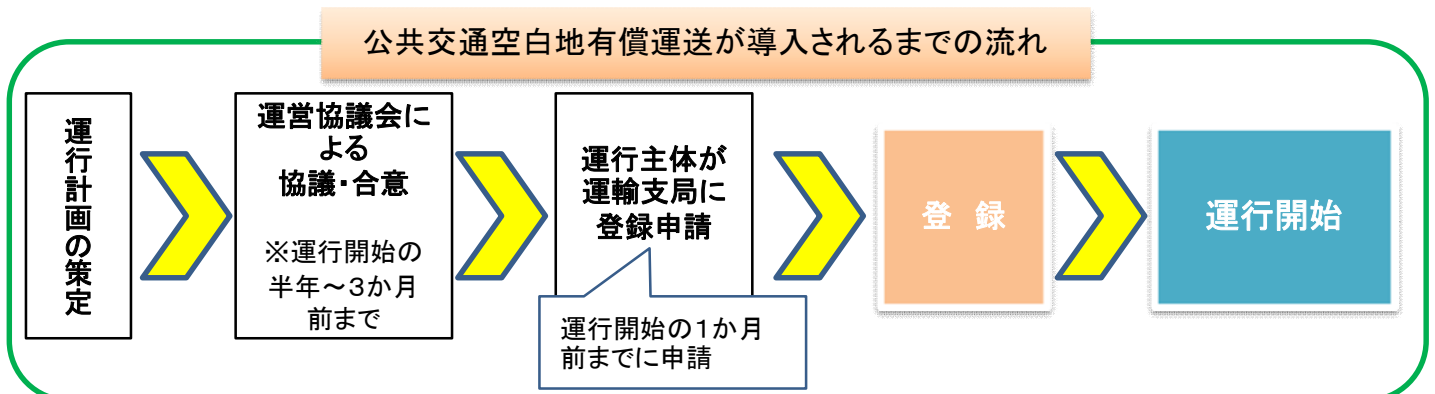 公共交通空白地有償運送が導入されるまでの流れ
運行計画の策定
運営協議会に
よる
協議・合意
※運行開始の
半年～3か月
前まで
運行主体が
運輸支局に
登録申請
運行開始の1か月
前までに申請
登 録
運行開始